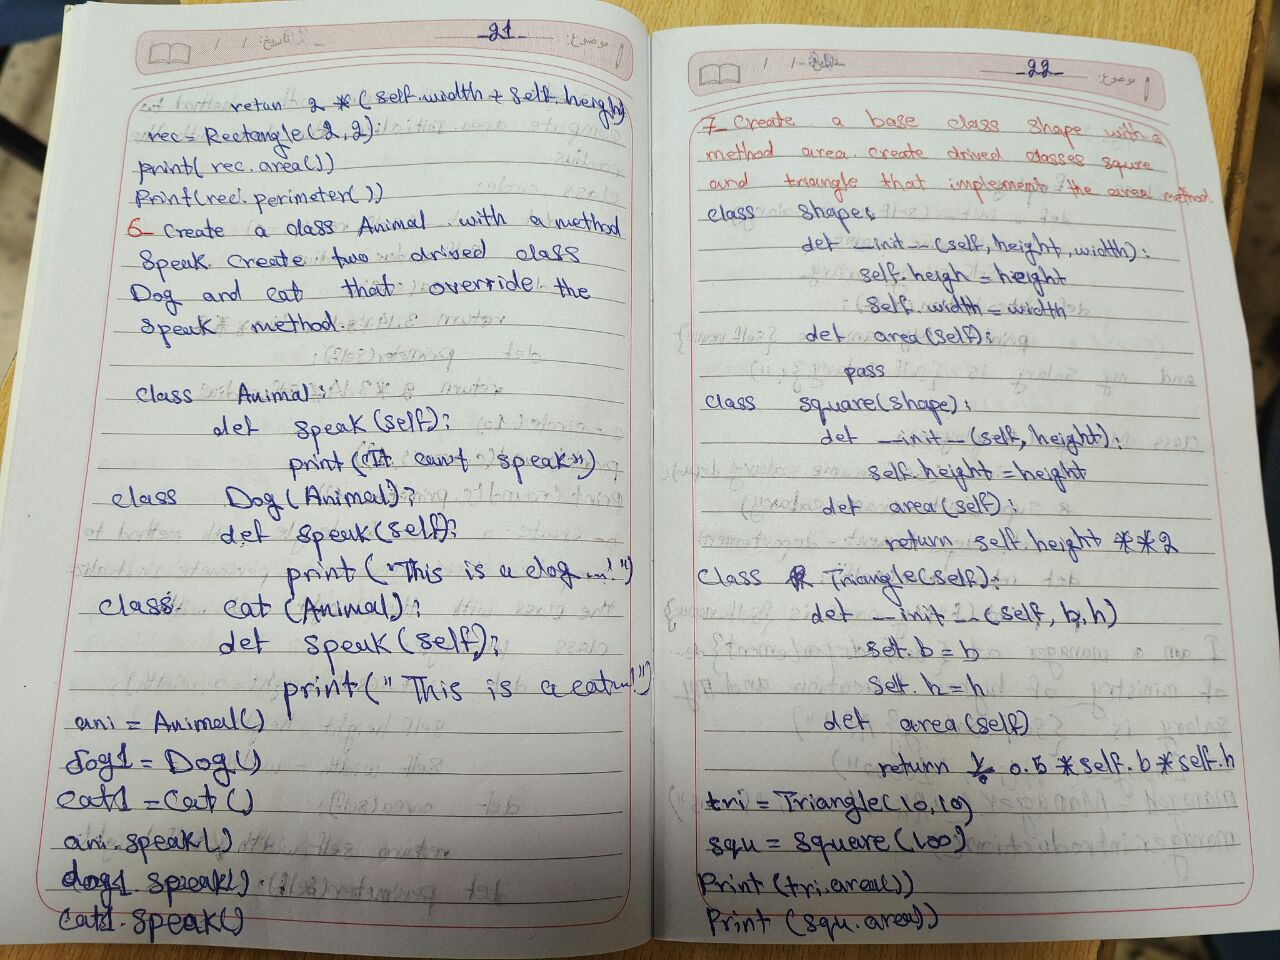 موضوع: -21- تاريخ: / /
retun 2 * (self.width + self.height)
rec = Rectangle(2,2)
print( rec.area())
Print(rec.perimeter())
6- Create a class Animal with a method
Speak. Create two drived class
Dog and cat that override the
speak method.
class Animal:
def speak(self):
print("It can't speak")
class Dog(Animal):
def speak(self):
print("This is a dog ...!")
class cat (Animal):
def speak(self):
print("This is a cat...!")
ani = Animal()
dog1 = Dog()
cat1 = Cat()
ani.speak()
dog1.speak()
cat1.speak()
موضوع: -22- / /
7- Create a base class shape with a
method area. create drived classes squre
and triangle that implement the area method.
class shape:
def __init__(self, height, width):
self.heigh = height
self.width = width
def area(self):
pass
class square(shape):
def __init__(self, height):
self.height = height
def area(self):
return self.height **2
class Triangle(self):
def __init__(self, b, h)
self.b = b
self.h = h
def area(self)
return 0.5 * self.b * self.h
tri = Triangle(10,10)
squ = square(100)
Print (tri.area())
Print (squ.area())